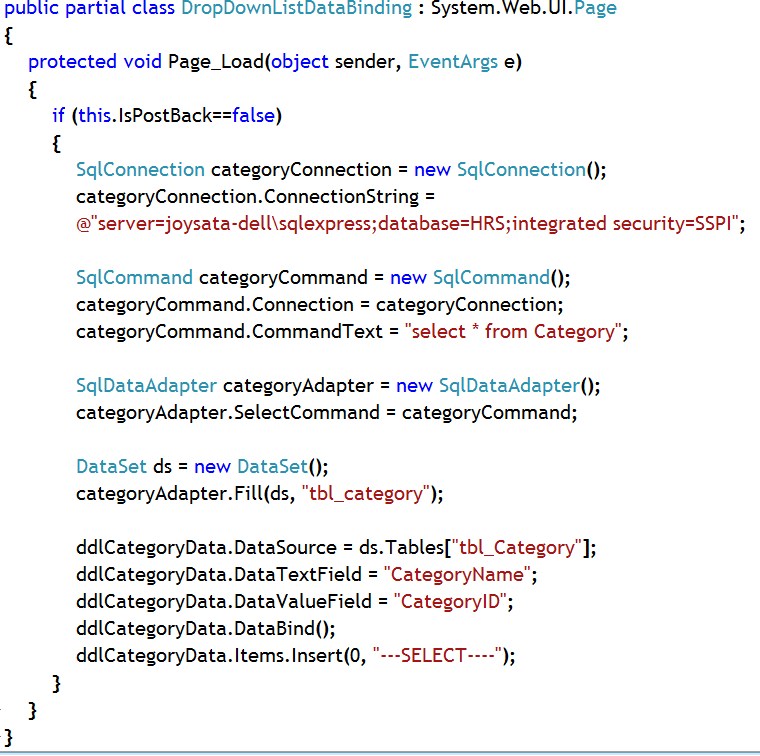 public partial class DropDownListDataBinding : System.Web.UI.Page
{
protected void Page_Load(object sender, EventArgs e)
{
if (this.IsPostBack==false)
{
SqlConnection categoryConnection = new SqlConnection();
categoryConnection.ConnectionString =
@"server=joysata-dell\sqlexpress;database=HRS;integrated security=SSPI";
SqlCommand categoryCommand = new SqlCommand();
categoryCommand.Connection = categoryConnection;
categoryCommand.CommandText = "select * from Category";
SqlDataAdapter categoryAdapter = new SqlDataAdapter();
categoryAdapter.SelectCommand = categoryCommand;
DataSet ds = new DataSet();
categoryAdapter.Fill(ds, "tbl_category");
ddlCategoryData.DataSource = ds.Tables["tbl_Category"];
ddlCategoryData.DataTextField = "CategoryName";
ddlCategoryData.DataValueField = "CategoryID";
ddlCategoryData.DataBind();
ddlCategoryData.Items.Insert(0, "---SELECT----");
}
}
}